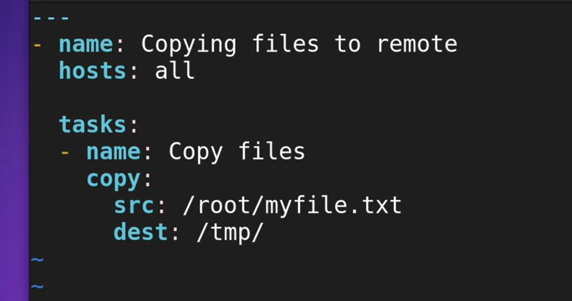 ---
- name: Copying files to remote
  hosts: all

  tasks:
  - name: Copy files
    copy:
      src: /root/myfile.txt
      dest: /tmp/
~
~